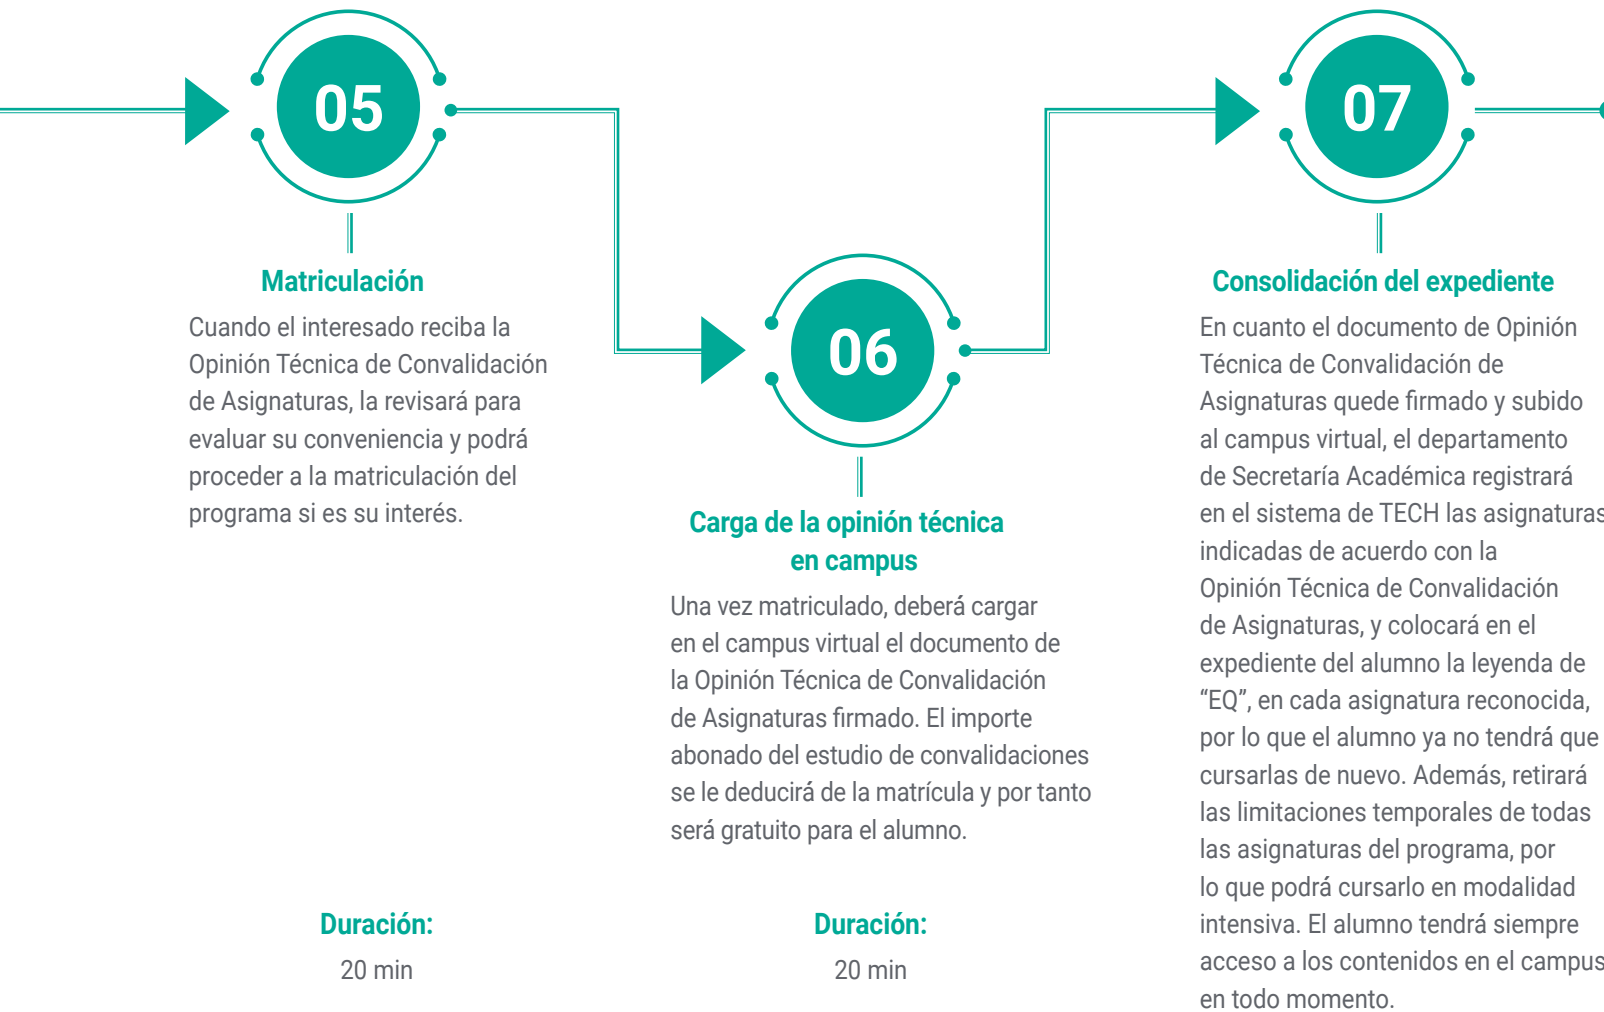 05
Matriculación
Cuando el interesado reciba la
Opinión Técnica de Convalidación
de Asignaturas, la revisará para
evaluar su conveniencia y podrá
proceder a la matriculación del
programa si es su interés.
Duración:
20 min
06
Carga de la opinión técnica
en campus
Una vez matriculado, deberá cargar
en el campus virtual el documento de
la Opinión Técnica de Convalidación
de Asignaturas firmado. El importe
abonado del estudio de convalidaciones
se le deducirá de la matrícula y por tanto
será gratuito para el alumno.
Duración:
20 min
07
Consolidación del expediente
En cuanto el documento de Opinión
Técnica de Convalidación de
Asignaturas quede firmado y subido
al campus virtual, el departamento
de Secretaría Académica registrará
en el sistema de TECH las asignaturas
indicadas de acuerdo con la
Opinión Técnica de Convalidación
de Asignaturas, y colocará en el
expediente del alumno la leyenda de
“EQ”, en cada asignatura reconocida,
por lo que el alumno ya no tendrá que
cursarlas de nuevo. Además, retirará
las limitaciones temporales de todas
las asignaturas del programa, por
lo que podrá cursarlo en modalidad
intensiva. El alumno tendrá siempre
acceso a los contenidos en el campus
en todo momento.